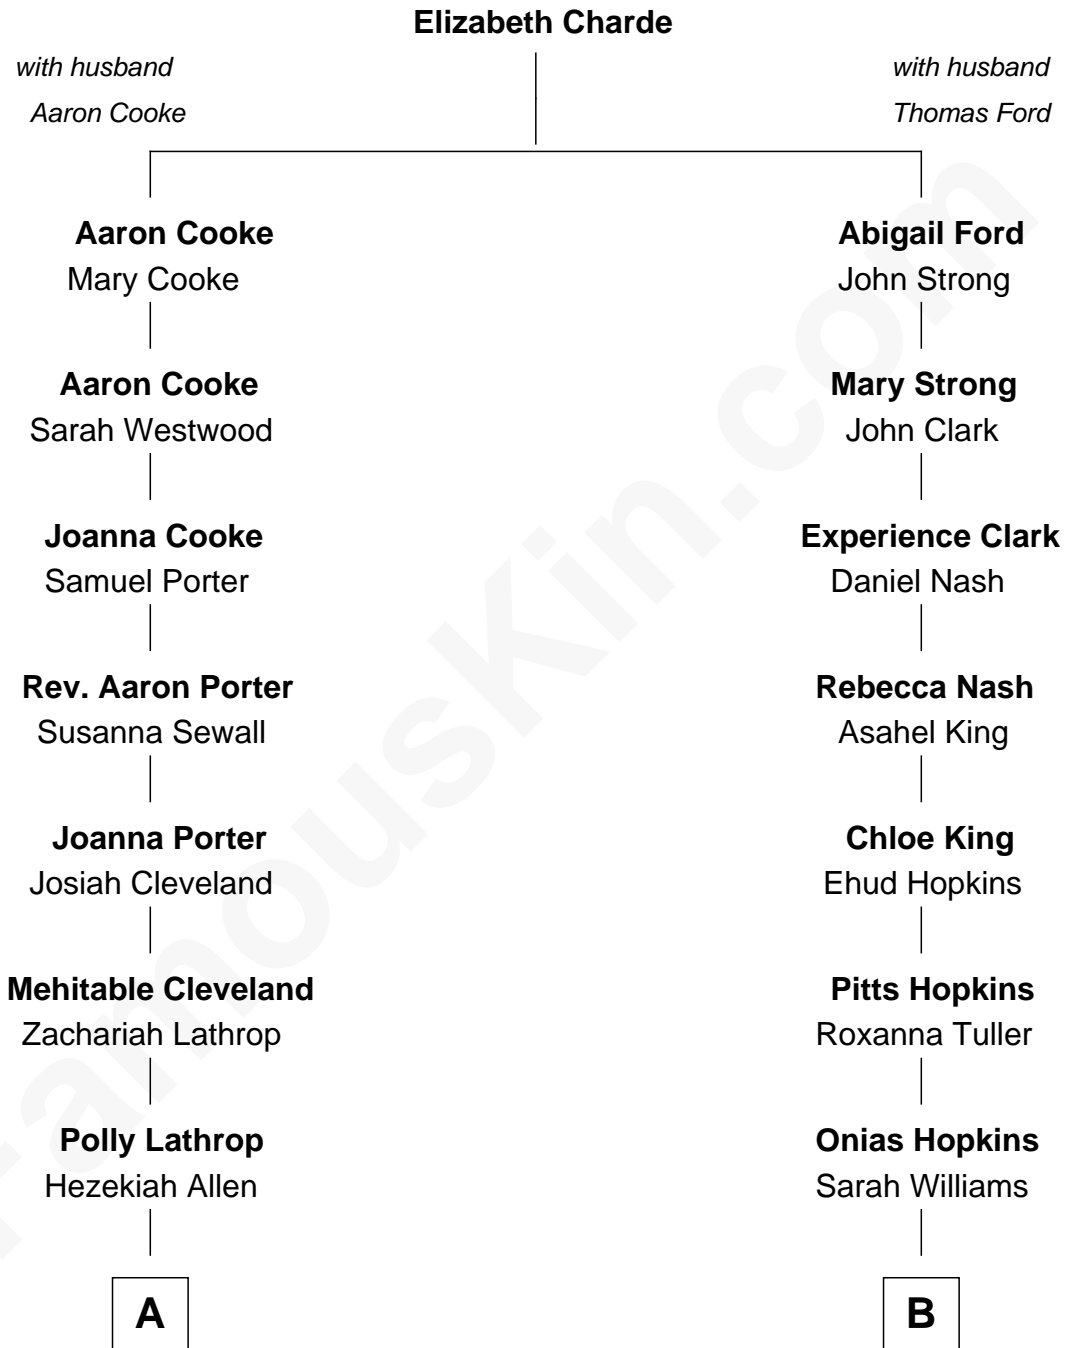 Elizabeth Charde
with husband
Aaron Cooke
with husband
Thomas Ford
Aaron Cooke
Mary Cooke
Abigail Ford
John Strong
Aaron Cooke
Sarah Westwood
Mary Strong
John Clark
Joanna Cooke
Samuel Porter
Experience Clark
Daniel Nash
Rev. Aaron Porter
Susanna Sewall
Rebecca Nash
Asahel King
Joanna Porter
Josiah Cleveland
Chloe King
Ehud Hopkins
Mehitable Cleveland
Zachariah Lathrop
Pitts Hopkins
Roxanna Tuller
Polly Lathrop
Hezekiah Allen
Onias Hopkins
Sarah Williams
A
B
FamousKin.com